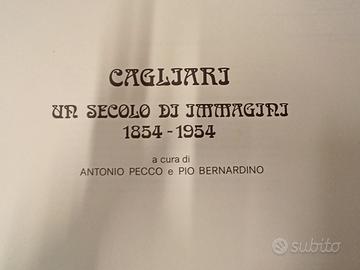 CAGLIARI
UN SECOLO DI IMMAGINI
1854-1954
a cura di
ANTONIO PECCO e PIO BERNARDINO
subito